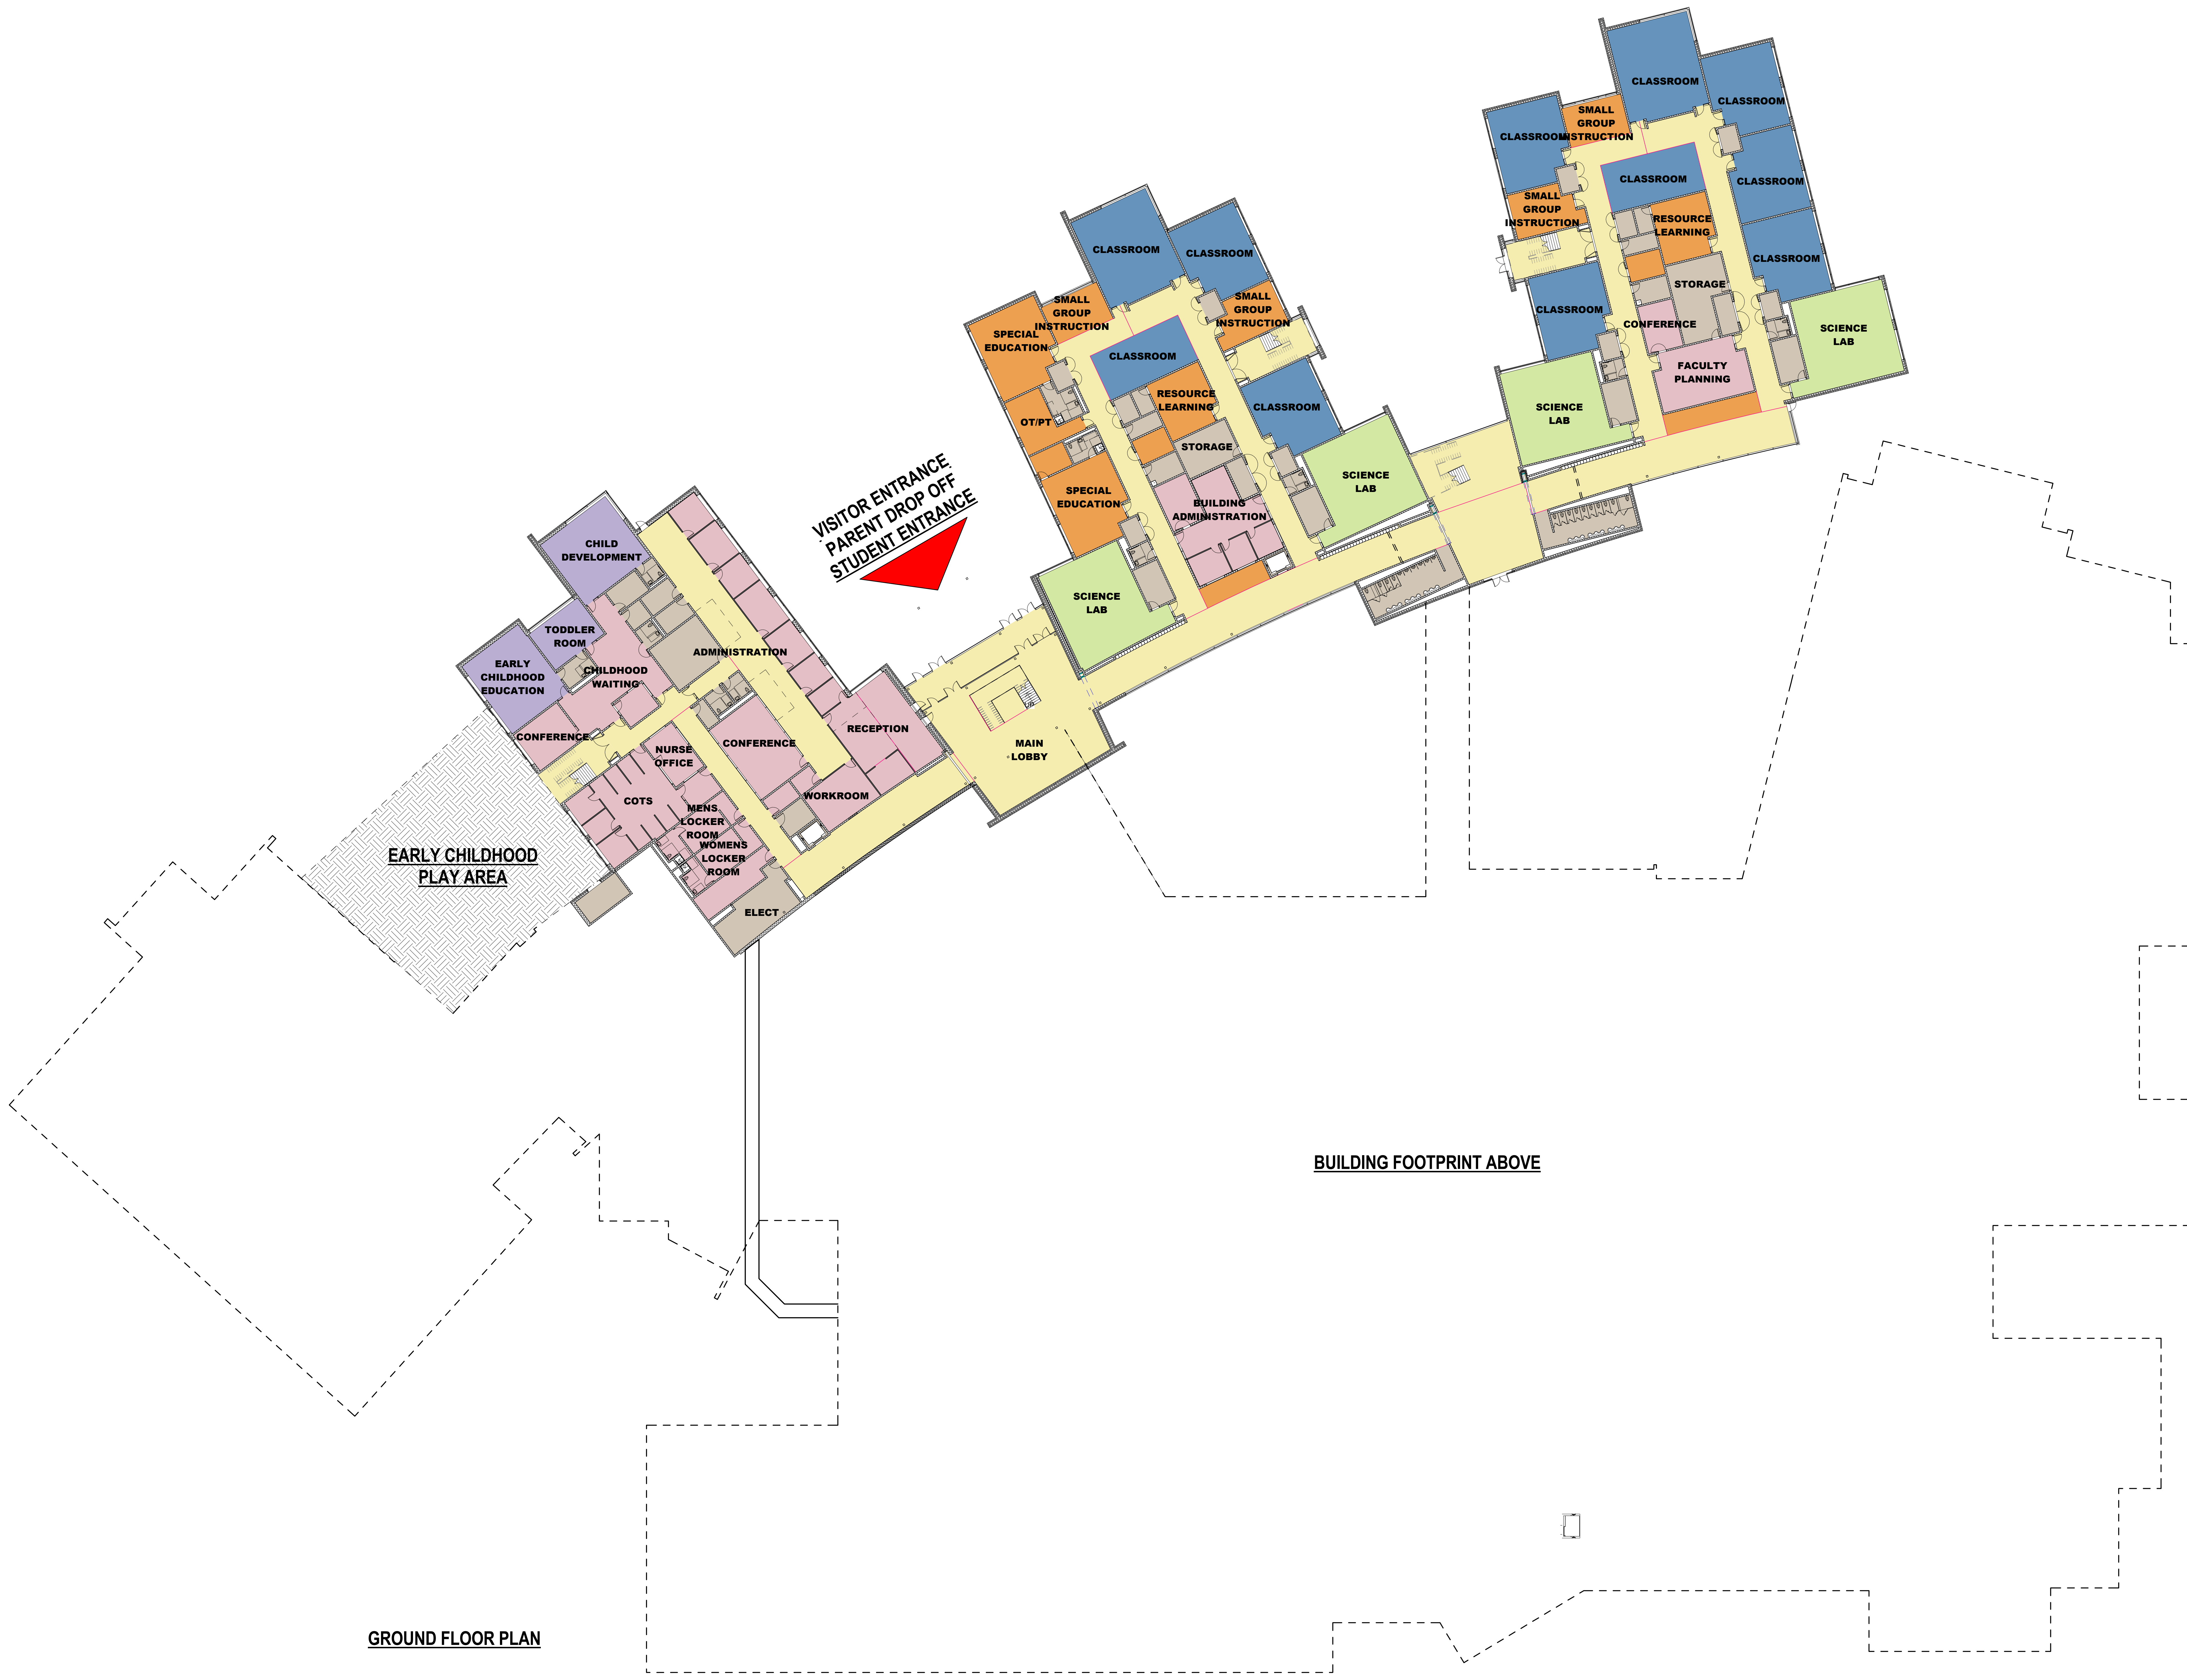 CLASSROOM
CLASSROOM
SMALL
GROUP
INSTRUCTION
CLASSROOM
CLASSROOM
CLASSROOM
SMALL
GROUP
INSTRUCTION
RESOURCE
LEARNING
CLASSROOM
STORAGE
CLASSROOM
CONFERENCE
SCIENCE
LAB
FACULTY
PLANNING
SCIENCE
LAB
CLASSROOM
CLASSROOM
SMALL
GROUP
INSTRUCTION
SMALL
GROUP
INSTRUCTION
SPECIAL
EDUCATION
CLASSROOM
RESOURCE
LEARNING
CLASSROOM
OT/PT
STORAGE
SPECIAL
EDUCATION
SCIENCE
LAB
BUILDING
ADMINISTRATION
SCIENCE
LAB
VISITOR ENTRANCE
PARENT DROP OFF
STUDENT ENTRANCE
CHILD
DEVELOPMENT
TODDLER
ROOM
EARLY
CHILDHOOD
EDUCATION
CHILDHOOD
WAITING
ADMINISTRATION
CONFERENCE
NURSE
OFFICE
CONFERENCE
RECEPTION
MAIN
LOBBY
COTS
MENS
LOCKER
ROOM
WORKROOM
WOMENS
LOCKER
ROOM
ELECT
EARLY CHILDHOOD
PLAY AREA
BUILDING FOOTPRINT ABOVE
GROUND FLOOR PLAN